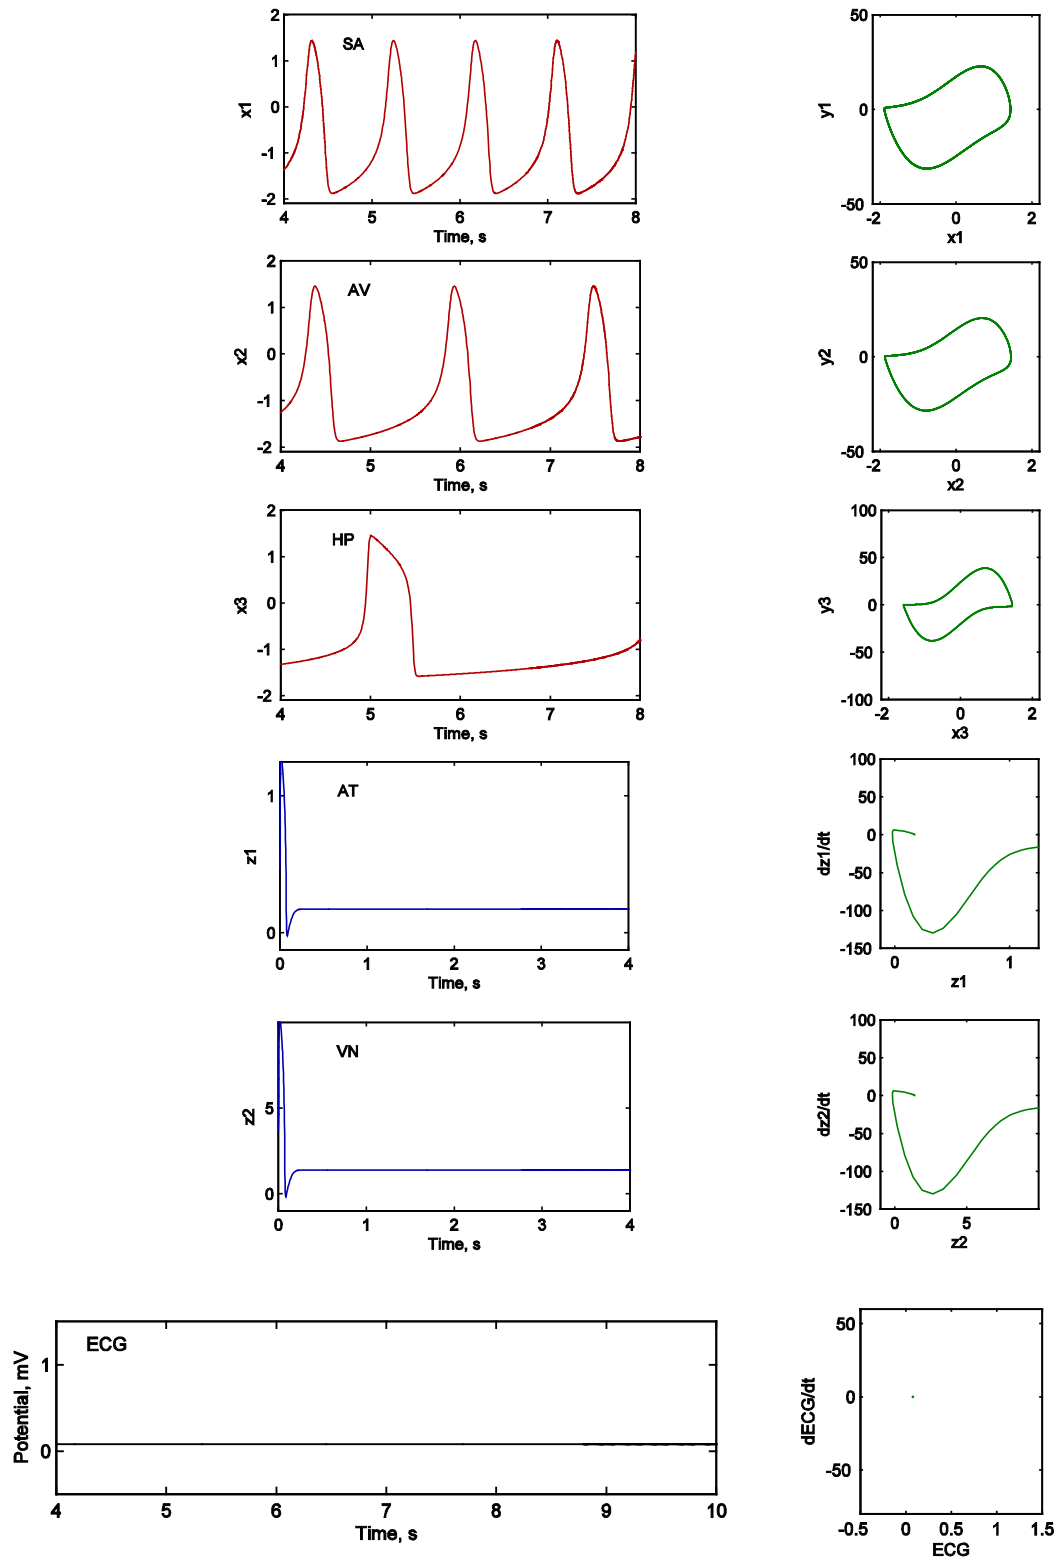 2
1
0
-1
-2
x1
SA
4 5 6 7 8
Time, s
50
0
-50
y1
-2 0 2
x1
2
1
0
-1
-2
x2
AV
4 5 6 7 8
Time, s
50
0
-50
y2
-2 0 2
x2
2
1
0
-1
-2
x3
HP
4 5 6 7 8
Time, s
100
50
0
-50
-100
y3
-2 0 2
x3
1
0
z1
AT
0 1 2 3 4
Time, s
100
50
0
-50
-100
-150
dz1/dt
0 1
z1
5
0
z2
VN
0 1 2 3 4
Time, s
100
50
0
-50
-100
-150
dz2/dt
0 5
z2
1
0
Potential, mV
ECG
4 5 6 7 8 9 10
Time, s
50
0
-50
dECG/dt
-0.5 0 0.5 1 1.5
ECG